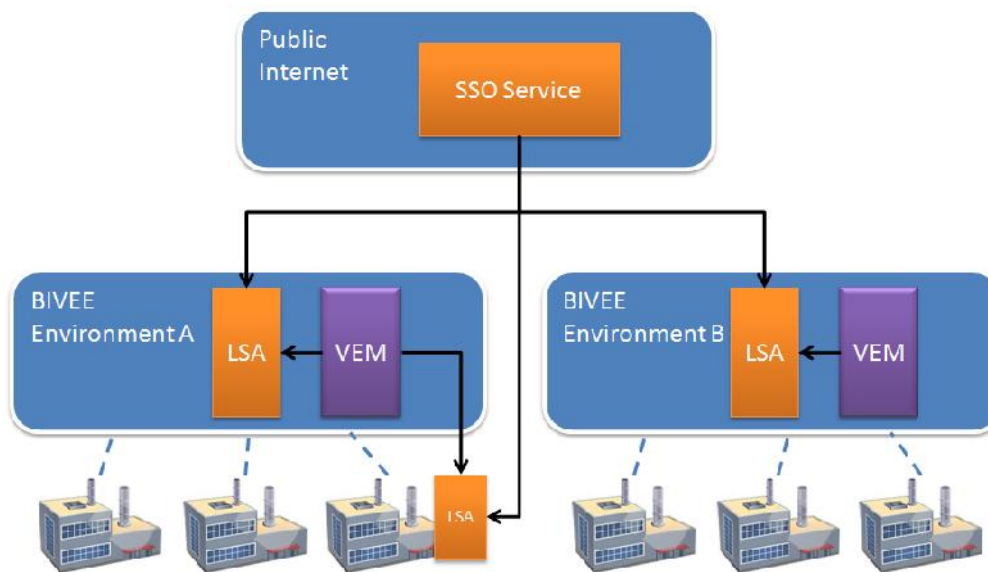 Public
Internet
SSO Service
BIVEE
Environment A
LSA
VEM
BIVEE
Environment B
LSA
VEM
LSA